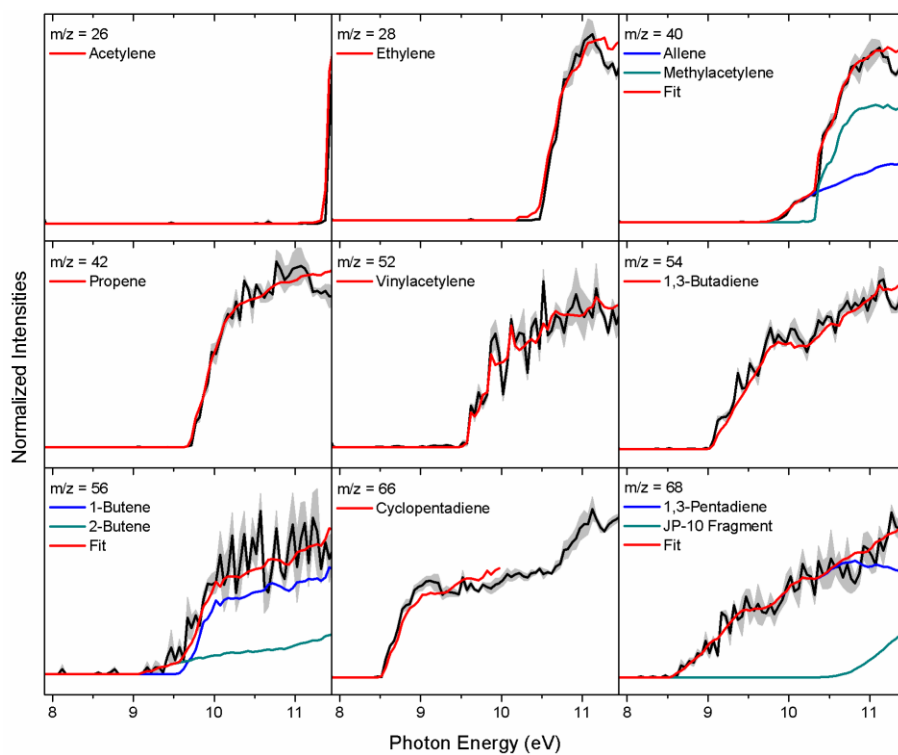 m/z = 26
Acetylene
m/z = 28
Ethylene
m/z = 40
Allene
Methylacetylene
Fit
m/z = 42
Propene
m/z = 52
Vinylacetylene
m/z = 54
1,3-Butadiene
m/z = 56
1-Butene
2-Butene
Fit
m/z = 66
Cyclopentadiene
m/z = 68
1,3-Pentadiene
JP-10 Fragment
Fit
Normalized Intensities
8 9 10 11 8 9 10 11 8 9 10 11
Photon Energy (eV)